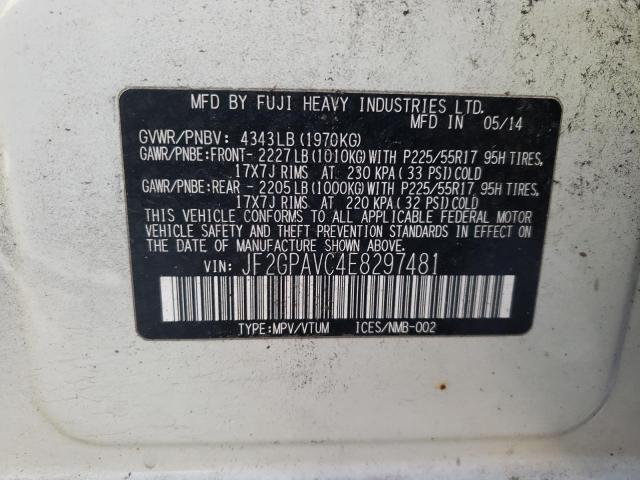 MFD BY FUJI HEAVY INDUSTRIES LTD.
MFD IN 05/14
GVWR/PNBV: 4343LB (1970KG)
GAWR/PNBE:FRONT- 2227LB(1010KG)WITH P225/55R17 95H TIRES,
17X7J RIMS AT 230 KPA ( 33 PSI)COLD
GAWR/PNBE:REAR - 2205LB(1000KG)WITH P225/55R17 95H TIRES,
17X7J RIMS AT 220 KPA ( 32 PSI)COLD
THIS VEHICLE CONFORMS TO ALL APPLICABLE FEDERAL MOTOR
VEHICLE SAFETY AND THEFT PREVENTION STANDARDS IN EFFECT ON
THE DATE OF MANUFACTURE SHOWN ABOVE.
VIN: JF2GPAVC4E8297481
TYPE:MPV/VTUM ICES/NMB-002